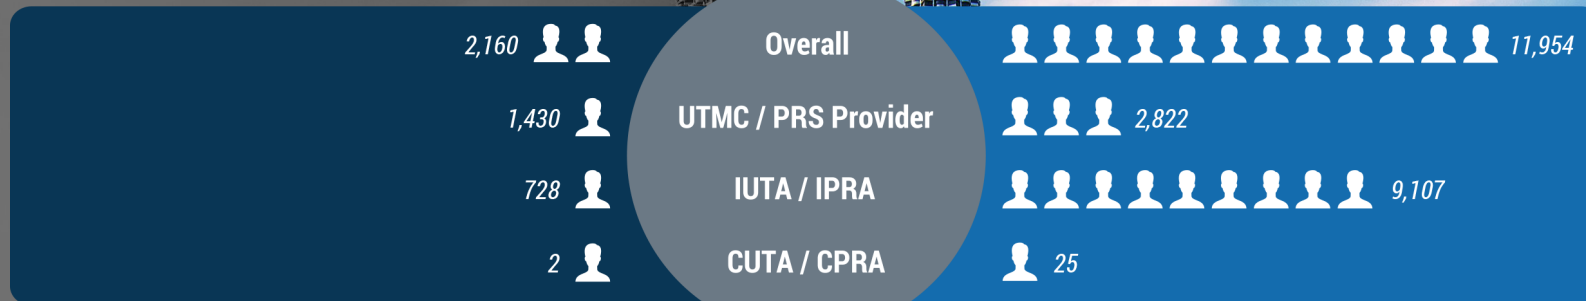 2,160 Overall 11,954
1,430 UTMC / PRS Provider 2,822
728 IUTA / IPRA 9,107
2 CUTA / CPRA 25